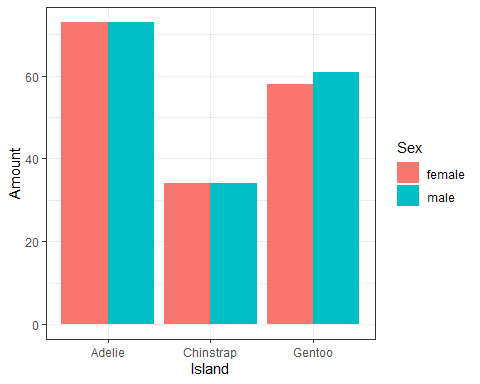 Amount
60
40
20
0
Adelie
Chinstrap
Gentoo
Island
Sex
female
male